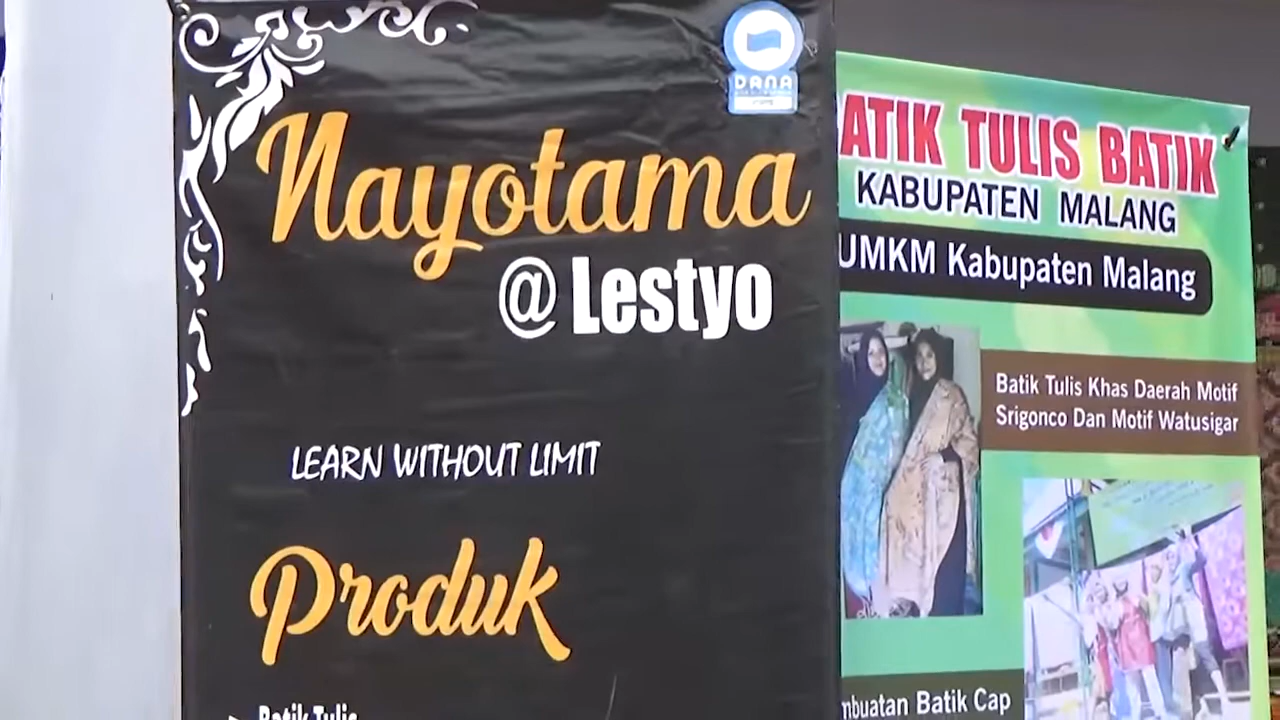 DANA
Nayotama
@Lestyo
LEARN WITHOUT LIMIT
Produk
Batik Tulis
ATIK TULIS BATIK
KABUPATEN MALANG
UMKM Kabupaten Malang
Batik Tulis Khas Daerah Motif
Srigonco Dan Motif Watusigar
mbuatan Batik Cap